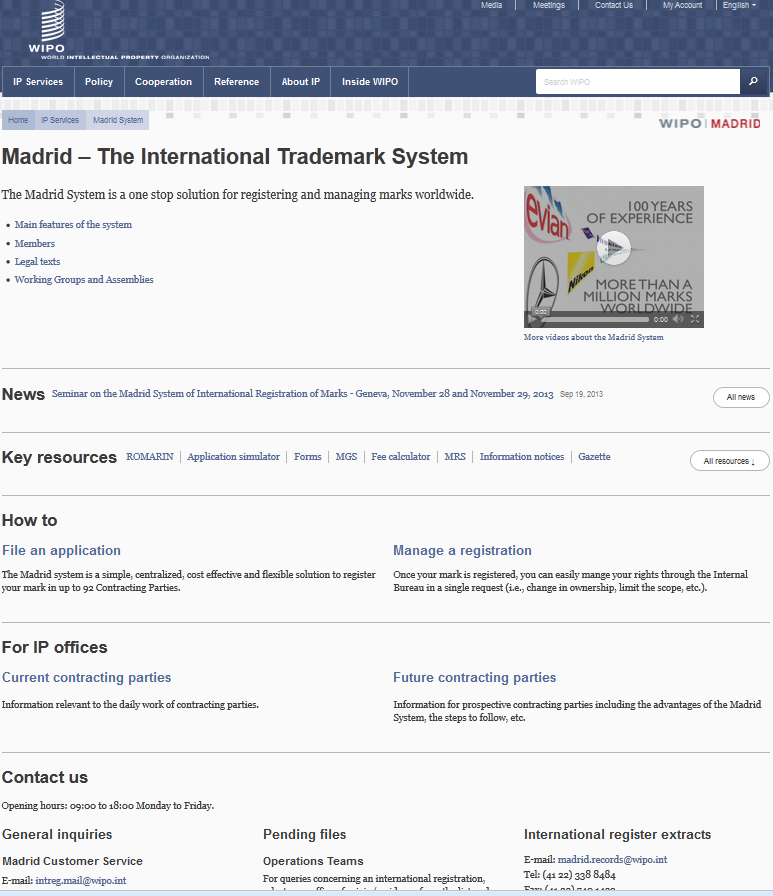 Media
Meetings
Contact Us
My Account
English
WIPO
WORLD INTELLECTUAL PROPERTY ORGANIZATION
IP Services
Policy
Cooperation
Reference
About IP
Inside WIPO
Search WIPO
Home
IP Services
Madrid System
WIPO | MADRID
Madrid – The International Trademark System
The Madrid System is a one stop solution for registering and managing marks worldwide.
• Main features of the system
• Members
• Legal texts
• Working Groups and Assemblies
evian
100 YEARS
OF EXPERIENCE
Nikon
MORE THAN A
MILLION MARKS
WORLDWIDE
0:00
0:00
More videos about the Madrid System
News Seminar on the Madrid System of International Registration of Marks - Geneva, November 28 and November 29, 2013 Sep 19, 2013
All news
Key resources ROMARIN | Application simulator | Forms | MGS | Fee calculator | MRS | Information notices | Gazette
All resources ↓
How to
File an application
The Madrid system is a simple, centralized, cost effective and flexible solution to register
your mark in up to 92 Contracting Parties.
Manage a registration
Once your mark is registered, you can easily mange your rights through the Internal
Bureau in a single request (i.e., change in ownership, limit the scope, etc.).
For IP offices
Current contracting parties
Information relevant to the daily work of contracting parties.
Future contracting parties
Information for prospective contracting parties including the advantages of the Madrid
System, the steps to follow, etc.
Contact us
Opening hours: 09:00 to 18:00 Monday to Friday.
General inquiries
Madrid Customer Service
E-mail: intreg.mail@wipo.int
Pending files
Operations Teams
For queries concerning an international registration,
International register extracts
E-mail: madrid.records@wipo.int
Tel: (41 22) 338 8484